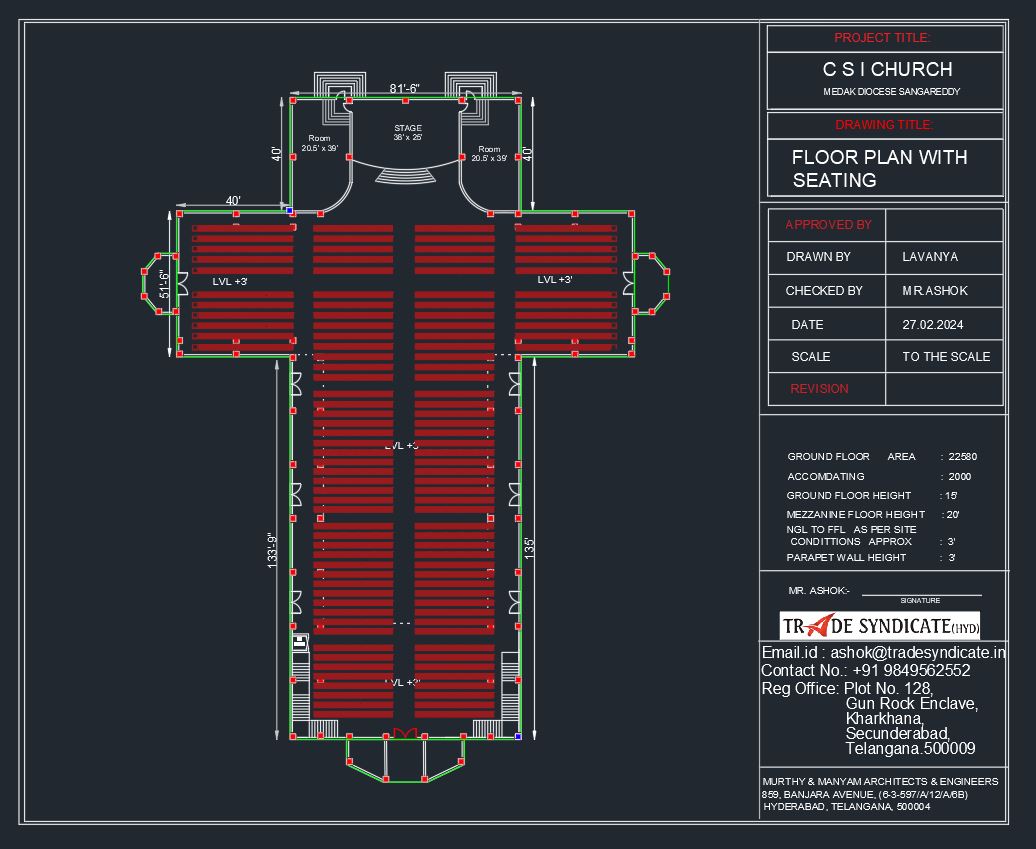 81'-6"
STAGE
36' x 25'
Room
20.5' x 39'
Room
20.5' x 39'
40'
40'
40'
51'-6"
LVL +3'
LVL +3'
LVL +3'
133'-9"
135'
LVL +3'
PROJECT TITLE:
C S I CHURCH
MEDAK DIOCESE SANGAREDDY
DRAWING TITLE:
FLOOR PLAN WITH
SEATING
APPROVED BY
DRAWN BY LAVANYA
CHECKED BY MR.ASHOK
DATE 27.02.2024
SCALE TO THE SCALE
REVISION
GROUND FLOOR AREA : 22580
ACCOMDATING : 2000
GROUND FLOOR HEIGHT : 15'
MEZZANINE FLOOR HEIGHT : 20'
NGL TO FFL AS PER SITE
CONDITTIONS APPROX : 3'
PARAPET WALL HEIGHT : 3'
MR. ASHOK:-
SIGNATURE
TRADE SYNDICATE(HYD)
Email.id : ashok@tradesyndicate.in
Contact No.: +91 9849562552
Reg Office: Plot No. 128,
Gun Rock Enclave,
Kharkhana,
Secunderabad,
Telangana.500009
MURTHY & MANYAM ARCHITECTS & ENGINEERS
859, BANJARA AVENUE, (6-3-597/A/12/A/6B)
HYDERABAD, TELANGANA, 500004